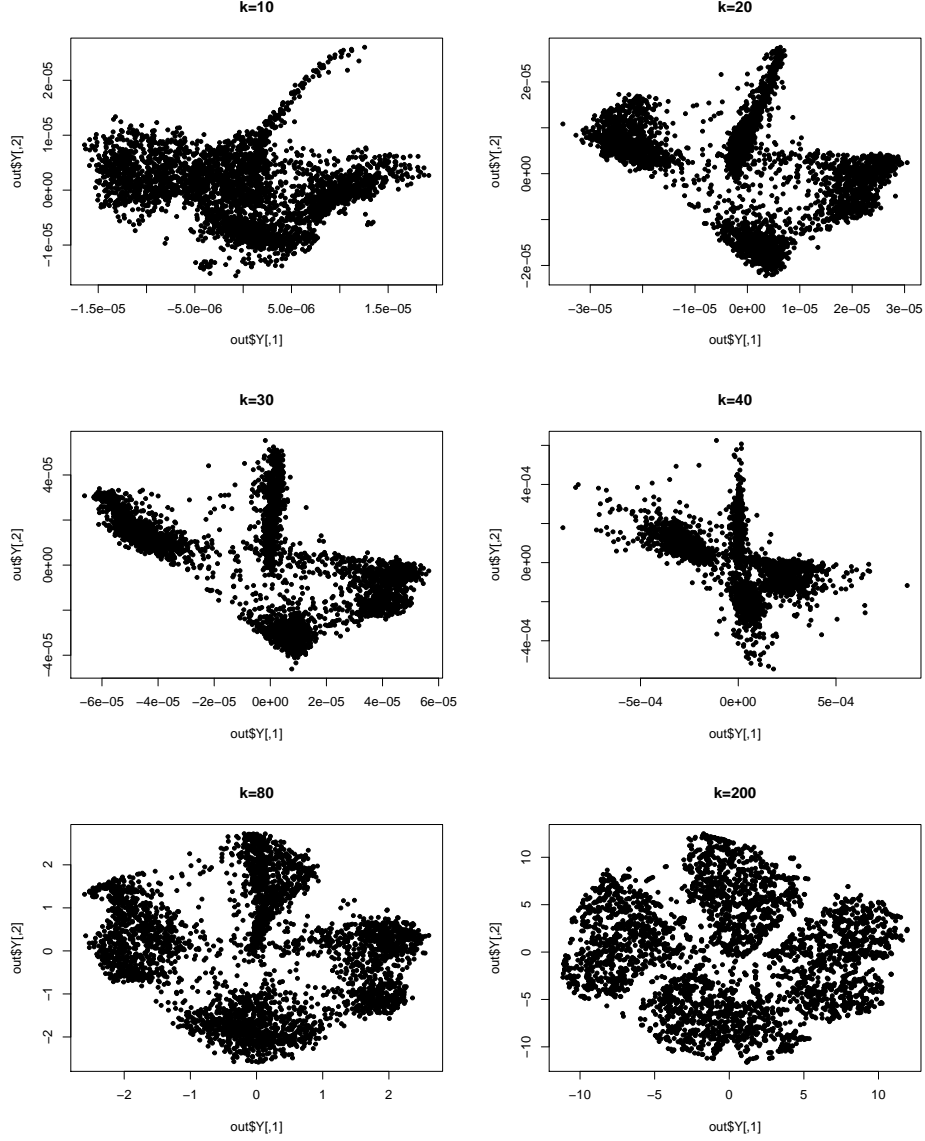 k=10
2e−05
1e−05
0e+00
−1e−05
out$Y[,2]
−1.5e−05 −5.0e−06 5.0e−06 1.5e−05
out$Y[,1]
k=20
2e−05
0e+00
−2e−05
out$Y[,2]
−3e−05 −1e−05 0e+00 1e−05 2e−05 3e−05
out$Y[,1]
k=30
4e−05
0e+00
−4e−05
out$Y[,2]
−6e−05 −4e−05 −2e−05 0e+00 2e−05 4e−05 6e−05
out$Y[,1]
k=40
4e−04
0e+00
−4e−04
out$Y[,2]
−5e−04 0e+00 5e−04
out$Y[,1]
k=80
2
1
0
−1
−2
out$Y[,2]
−2 −1 0 1 2
out$Y[,1]
k=200
10
5
0
−5
−10
out$Y[,2]
−10 −5 0 5 10
out$Y[,1]